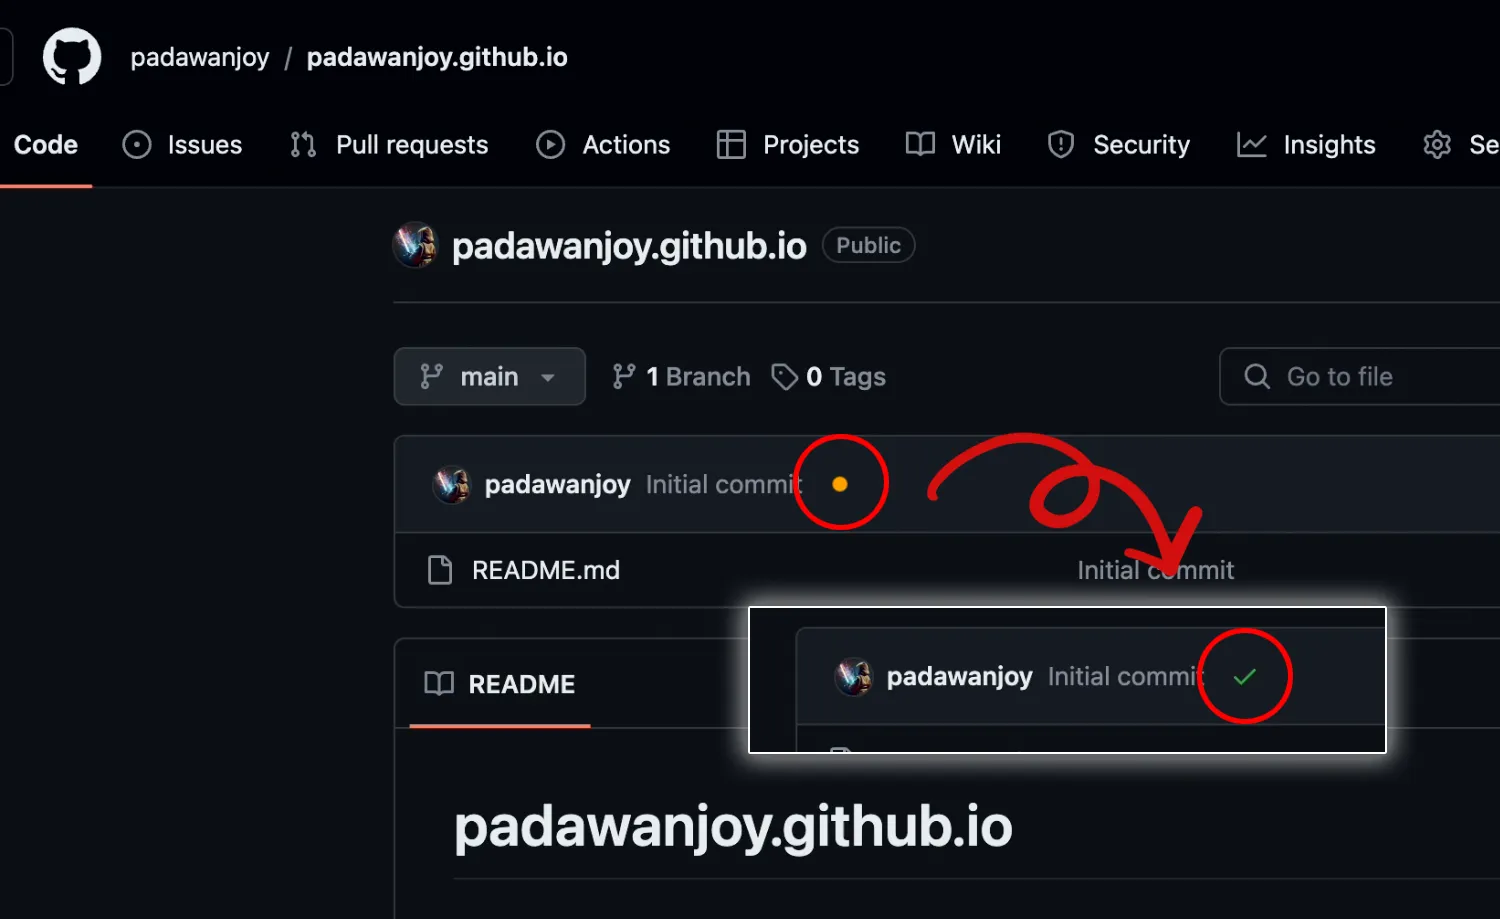 padawanjoy / padawanjoy.github.io
Code Issues Pull requests Actions Projects Wiki Security Insights Se
padawanjoy.github.io Public
main 1 Branch 0 Tags Go to file
padawanjoy Initial commit
README.md Initial commit
README
padawanjoy Initial commit
padawanjoy.github.io